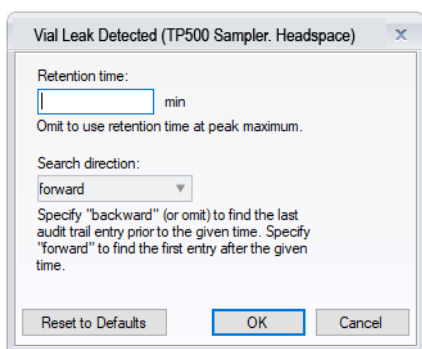 Vial Leak Detected (TP500 Sampler. Headspace) x
Retention time:
min
Omit to use retention time at peak maximum.
Search direction:
forward
Specify "backward" (or omit) to find the last
audit trail entry prior to the given time. Specify
"forward" to find the first entry after the given
time.
Reset to Defaults OK Cancel